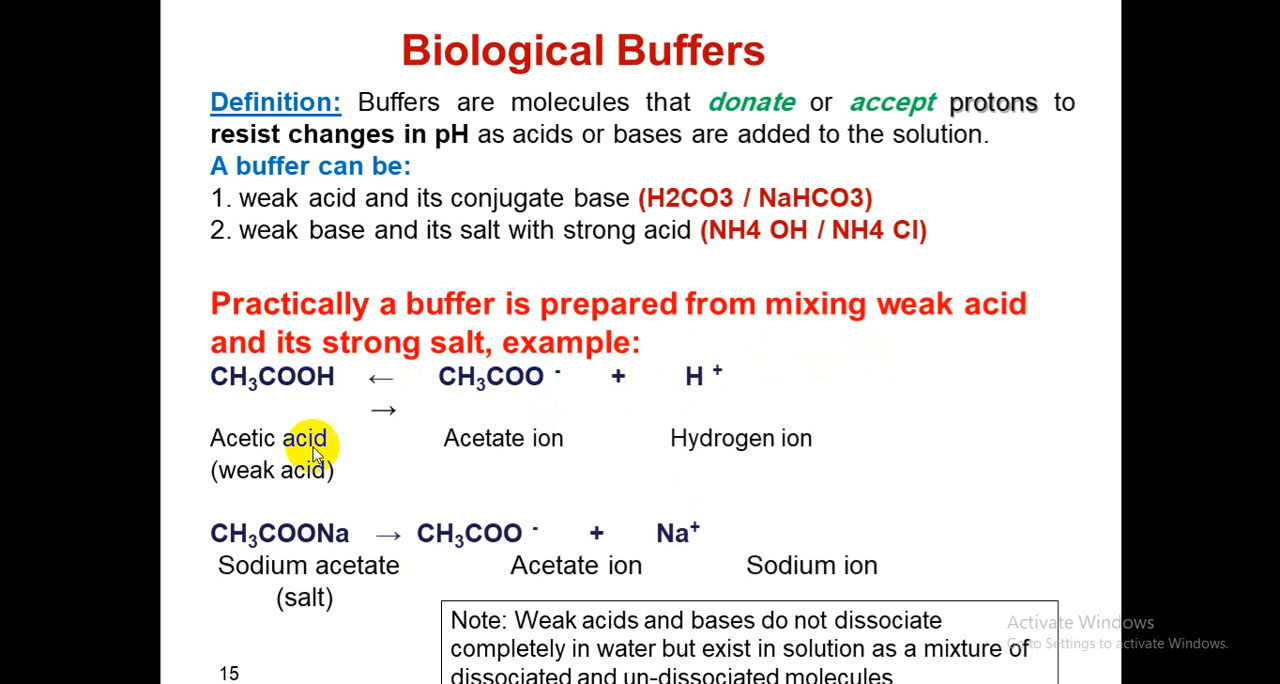 Biological Buffers
Definition: Buffers are molecules that donate or accept protons to
resist changes in pH as acids or bases are added to the solution.
A buffer can be:
1. weak acid and its conjugate base (H2CO3 / NaHCO3)
2. weak base and its salt with strong acid (NH4 OH / NH4 Cl)
Practically a buffer is prepared from mixing weak acid
and its strong salt, example:
CH₃COOH ← CH₃COO ⁻ + H ⁺
→
Acetic acid Acetate ion Hydrogen ion
(weak acid)
CH₃COONa → CH₃COO ⁻ + Na⁺
Sodium acetate Acetate ion Sodium ion
(salt)
Note: Weak acids and bases do not dissociate
completely in water but exist in solution as a mixture of
dissociated and un-dissociated molecules
Activate Windows
Go to Settings to activate Windows.
15